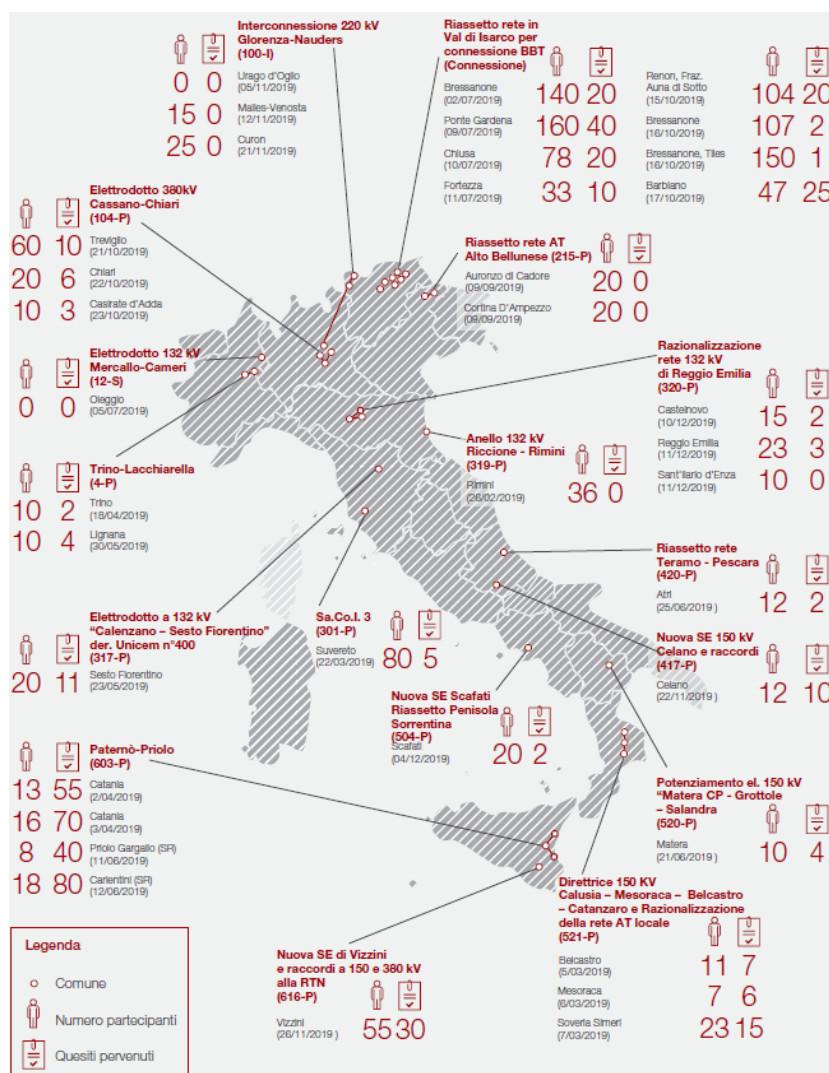 Interconnessione 220 kV
Glorenza-Nauders
(100-I)
0 0 Urago d'Oglio
(05/11/2019)
15 0 Malles-Venosta
(12/11/2019)
25 0 Curon
(21/11/2019)
Riassetto rete in
Val di Isarco per
connessione BBT
(Connessione)
Bressanone
(02/07/2019)
140 20
Ponte Gardena
(09/07/2019)
160 40
Chiusa
(10/07/2019)
78 20
Fortezza
(11/07/2019)
33 10
Renon, Fraz.
Auna di Sotto
(15/10/2019)
104 20
Bressanone
(16/10/2019)
107 2
Bressanone, Tiles
(16/10/2019)
150 1
Barbiano
(17/10/2019)
47 25
Elettrodotto 380kV
Cassano-Chiari
(104-P)
60 10 Treviglio
(21/10/2019)
20 6 Chiari
(22/10/2019)
10 3 Casirate d'Adda
(23/10/2019)
Riassetto rete AT
Alto Bellunese (215-P)
Auronzo di Cadore
(09/09/2019)
20 0
Cortina D'Ampezzo
(09/09/2019)
20 0
Elettrodotto 132 kV
Mercallo-Cameri
(12-S)
0 0 Oleggio
(05/07/2019)
Razionalizzazione
rete 132 kV
di Reggio Emilia
(320-P)
Castelnovo
(10/12/2019)
15 2
Reggio Emilia
(11/12/2019)
23 3
Sant'Ilario d'Enza
(11/12/2019)
10 0
Anello 132 kV
Riccione - Rimini
(319-P)
Rimini
(26/02/2019)
36 0
Trino-Lacchiarella
(4-P)
10 2 Trino
(18/04/2019)
10 4 Lignana
(30/05/2019)
Riassetto rete
Teramo - Pescara
(420-P)
Atri
(25/06/2019 )
12 2
Elettrodotto a 132 kV
“Calenzano – Sesto Fiorentino”
der. Unicem n°400
(317-P)
20 11 Sesto Fiorentino
(23/05/2019)
Sa.Co.I. 3
(301-P)
Suvereto
(22/03/2019)
80 5
Nuova SE 150 kV
Celano e raccordi
(417-P)
Celano
(22/11/2019 )
12 10
Nuova SE Scafati
Riassetto Penisola
Sorrentina
(504-P)
Scafati
(04/12/2019)
20 2
Paternò-Priolo
(603-P)
13 55 Catania
(2/04/2019)
16 70 Catania
(3/04/2019)
8 40 Priolo Gargallo (SR)
(11/06/2019)
18 80 Carlentini (SR)
(12/06/2019)
Potenziamento el. 150 kV
“Matera CP - Grottole
– Salandra
(520-P)
Matera
(21/06/2019 )
10 4
Direttrice 150 KV
Calusia – Mesoraca – Belcastro
– Catanzaro e Razionalizzazione
della rete AT locale
(521-P)
Belcastro
(5/03/2019)
11 7
Mesoraca
(6/03/2019)
7 6
Soveria Simeri
(7/03/2019)
23 15
Nuova SE di Vizzini
e raccordi a 150 e 380 kV
alla RTN
(616-P)
Vizzini
(26/11/2019 )
55 30
Legenda
Comune
Numero partecipanti
Quesiti pervenuti